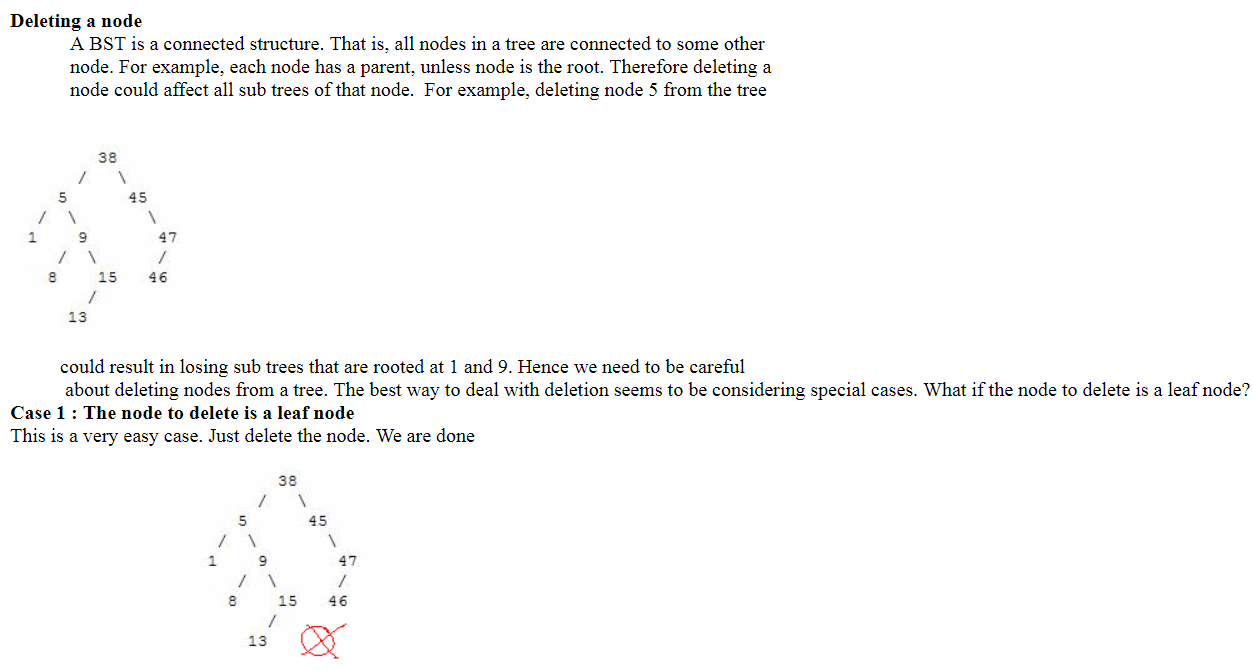 Deleting a node
A BST is a connected structure. That is, all nodes in a tree are connected to some other
node. For example, each node has a parent, unless node is the root. Therefore deleting a
node could affect all sub trees of that node.  For example, deleting node 5 from the tree
38
/ \
5 45
/ \ \
1 9 47
/ \ /
8 15 46
/
13
could result in losing sub trees that are rooted at 1 and 9. Hence we need to be careful
about deleting nodes from a tree. The best way to deal with deletion seems to be considering special cases. What if the node to delete is a leaf node?
Case 1 : The node to delete is a leaf node
This is a very easy case. Just delete the node. We are done
38
/ \
5 45
/ \ \
1 9 47
/ \ /
8 15 46
/
13